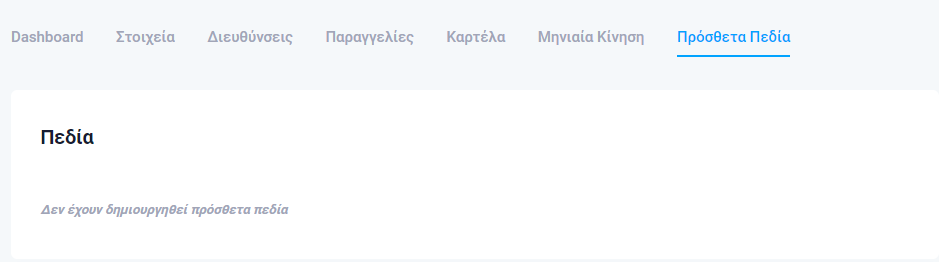 Dashboard Στοιχεία Διευθύνσεις Παραγγελίες Καρτέλα Μηνιαία Κίνηση Πρόσθετα Πεδία
Πεδία
Δεν έχουν δημιουργηθεί πρόσθετα πεδία